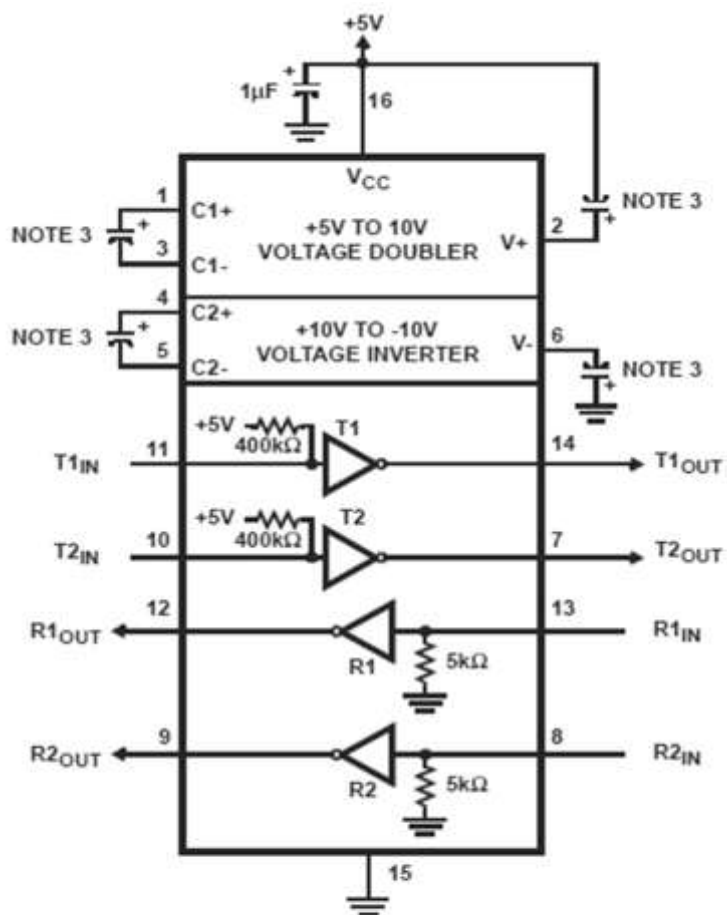 +5V
+
1μF
16
VCC
1
C1+
+5V TO 10V
VOLTAGE DOUBLER
NOTE 3
+
3
C1-
2
V+
NOTE 3
+
4
C2+
+10V TO -10V
VOLTAGE INVERTER
NOTE 3
+
5
C2-
V-
6
NOTE 3
+
+5V
400kΩ
T1
T1IN
11
14
T1OUT
+5V
400kΩ
T2
T2IN
10
7
T2OUT
R1OUT
12
13
R1IN
R1
5kΩ
R2OUT
9
8
R2IN
R2
5kΩ
15